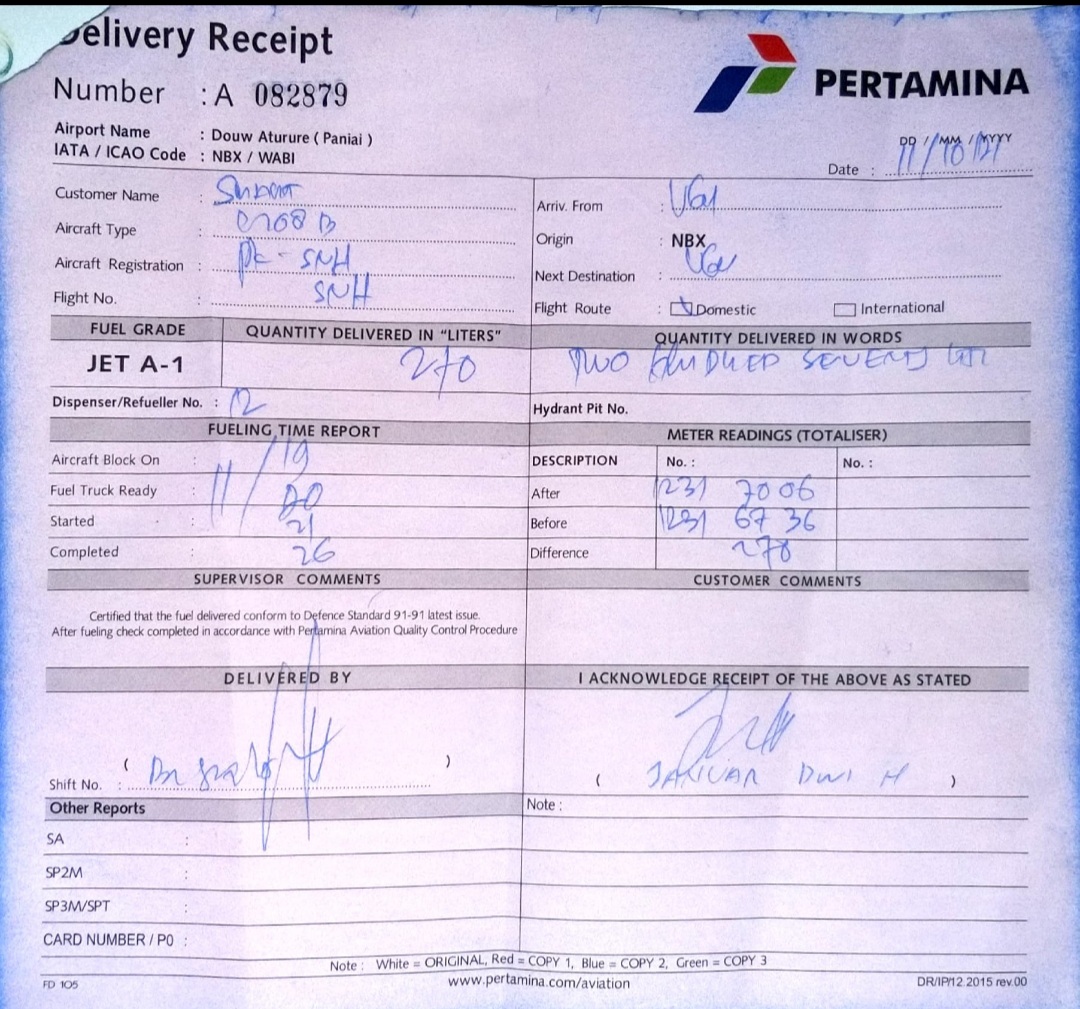 Delivery Receipt
Number : A 082879
PERTAMINA
Airport Name : Douw Aturure ( Paniai )
IATA / ICAO Code : NBX / WABI
DD / MM / YYYY
Date : 11/10/
Customer Name :
Arriv. From :
Aircraft Type : C208 B
Origin : NBX
Aircraft Registration : PK - SNH
Next Destination :
Flight No. : SNH
Flight Route : Domestic International
FUEL GRADE QUANTITY DELIVERED IN "LITERS" QUANTITY DELIVERED IN WORDS
JET A-1 270 TWO HUNDRED SEVENTY
Dispenser/Refueller No. : 12 Hydrant Pit No.
FUELING TIME REPORT METER READINGS (TOTALISER)
Aircraft Block On : 11/19 DESCRIPTION No. : No. :
Fuel Truck Ready : 20 After 1231 7006
Started : 21 Before 1231 6736
Completed : 26 Difference 270
SUPERVISOR COMMENTS CUSTOMER COMMENTS
Certified that the fuel delivered conform to Defence Standard 91-91 latest issue.
After fueling check completed in accordance with Pertamina Aviation Quality Control Procedure
DELIVERED BY I ACKNOWLEDGE RECEIPT OF THE ABOVE AS STATED
( )
Shift No. : ( DWI H )
Other Reports Note :
SA :
SP2M :
SP3M/SPT :
CARD NUMBER / P0 :
Note : White = ORIGINAL, Red = COPY 1, Blue = COPY 2, Green = COPY 3
FD 105 www.pertamina.com/aviation DR/IP/12 2015 rev.00